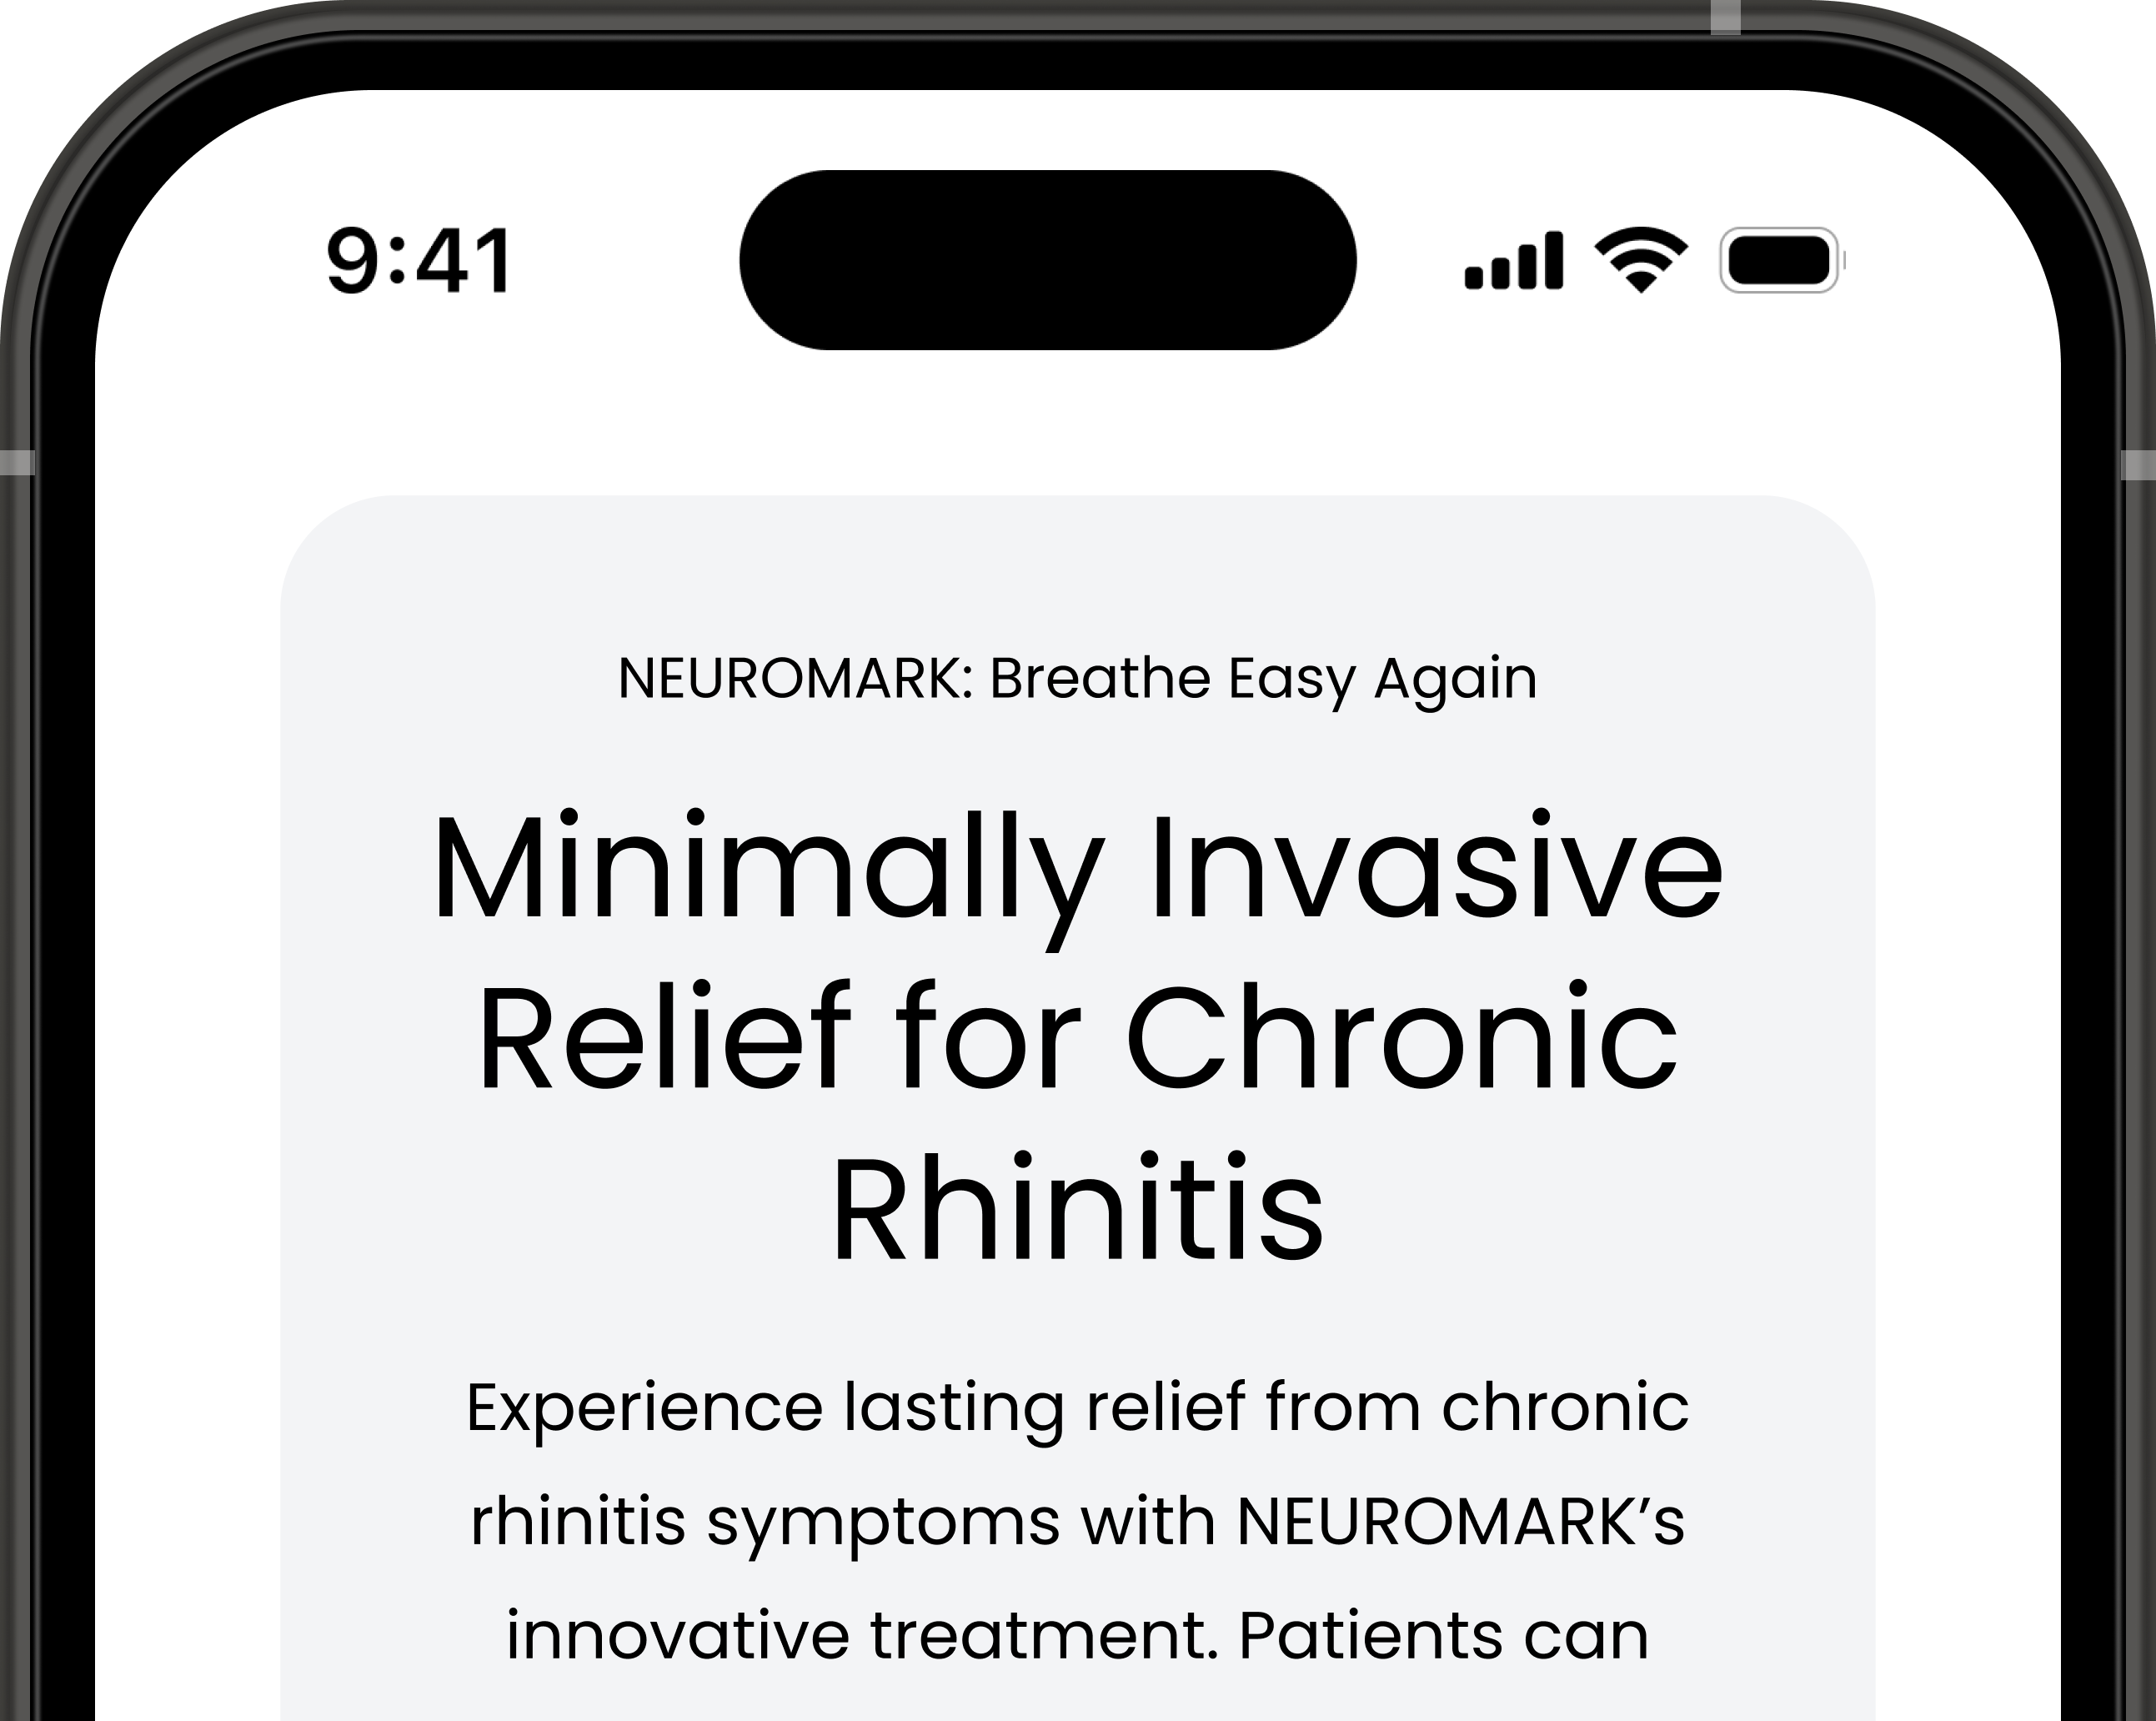 9:41
NEUROMARK: Breathe Easy Again
Minimally Invasive
Relief for Chronic
Rhinitis
Experience lasting relief from chronic
rhinitis symptoms with NEUROMARK’s
innovative treatment. Patients can